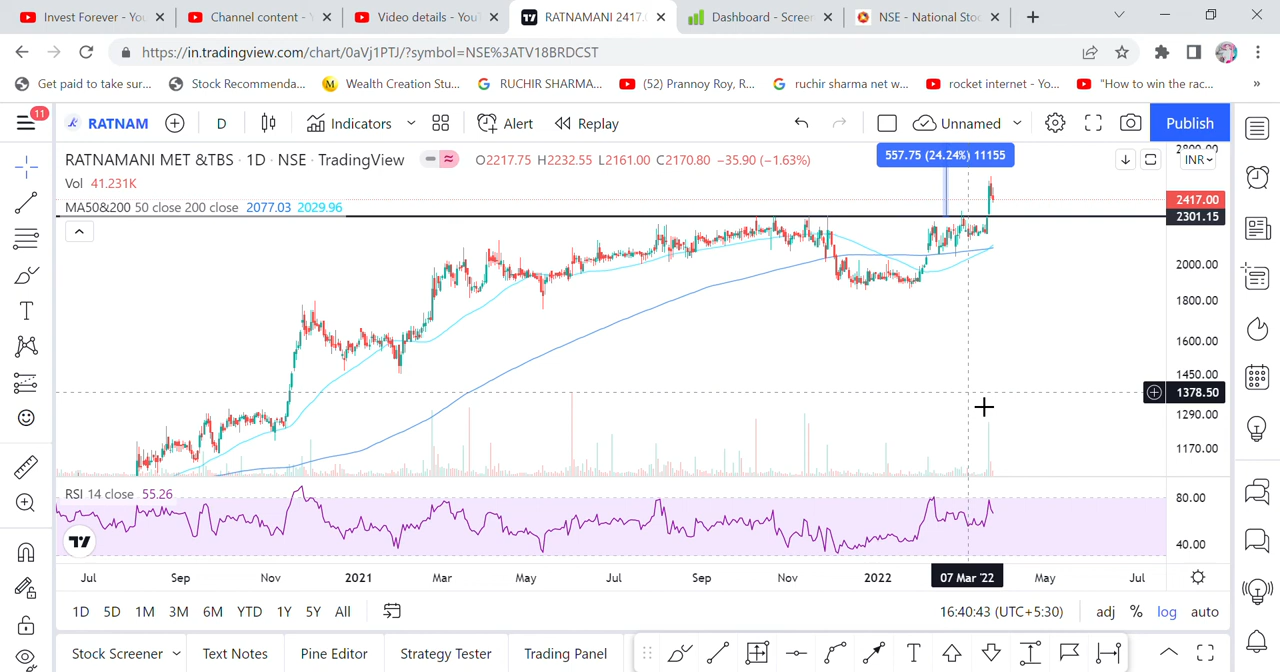 Invest Forever - You
Channel content -
Video details - You
RATNAMANI 2417.
Dashboard - Screen
NSE - National Stoc
https://in.tradingview.com/chart/0aVj1PTJ/?symbol=NSE%3ATV18BRDCST
Get paid to take sur...
Stock Recommenda...
M Wealth Creation Stu...
RUCHIR SHARMA...
(52) Prannoy Roy, R...
ruchir sharma net w...
rocket internet - Yo...
"How to win the rac...
»
11
RATNAM
D
Indicators
Alert
Replay
Unnamed
Publish
RATNAMANI MET &TBS · 1D · NSE · TradingView
O2217.75 H2232.55 L2161.00 C2170.80 −35.90 (−1.63%)
557.75 (24.24%) 11155
INR
Vol 41.231K
MA50&200 50 close 200 close 2077.03 2029.96
2800.00
2417.00
2301.15
2000.00
1800.00
1600.00
1450.00
1378.50
1290.00
1170.00
RSI 14 close 55.26
80.00
40.00
Jul
Sep
Nov
2021
Mar
May
Jul
Sep
Nov
2022
07 Mar '22
May
Jul
1D 5D 1M 3M 6M YTD 1Y 5Y All
16:40:43 (UTC+5:30)
adj % log auto
Stock Screener
Text Notes
Pine Editor
Strategy Tester
Trading Panel
T